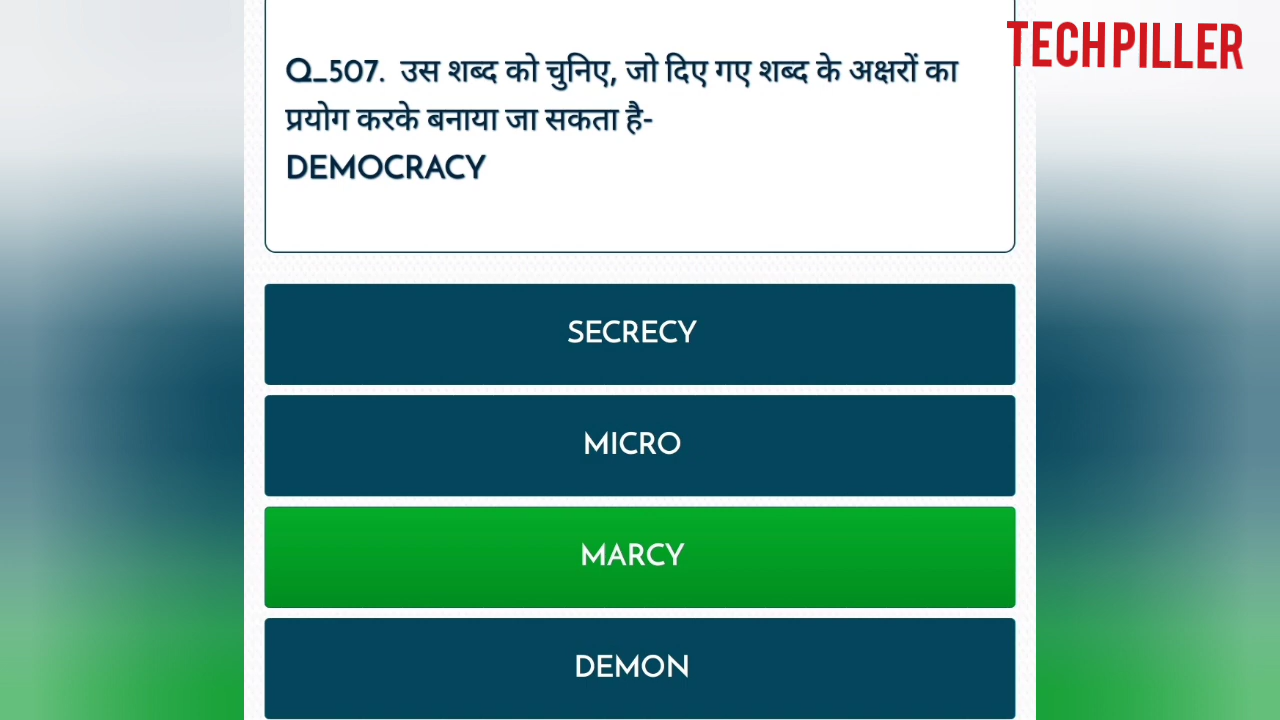 TECHPILLER
Q_507. उस शब्द को चुनिए, जो दिए गए शब्द के अक्षरों का
प्रयोग करके बनाया जा सकता है-
DEMOCRACY
SECRECY
MICRO
MARCY
DEMON